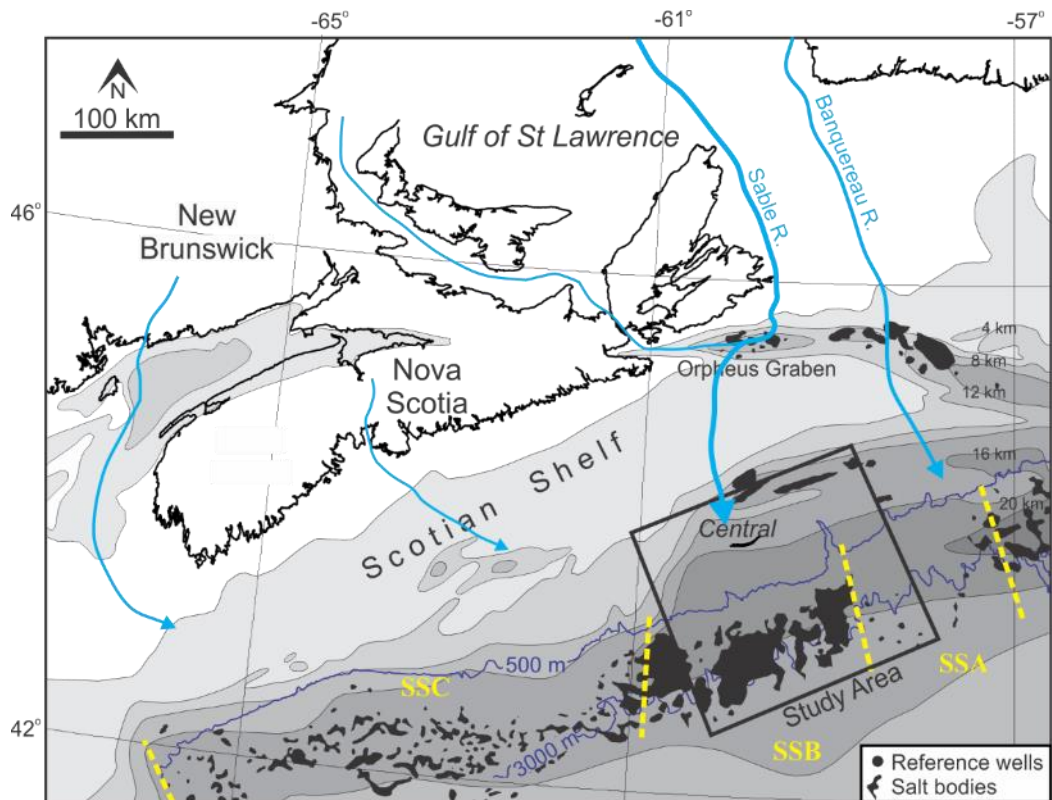 -65°
-61°
-57°
N
100 km
Gulf of St Lawrence
Sable R.
Banquereau R.
46°
New
Brunswick
4 km
8 km
Orpheus Graben
12 km
Nova
Scotia
16 km
20 km
Scotian Shelf
Central
500 m
SSC
SSA
Study Area
42°
3000 m
SSB
Reference wells
Salt bodies